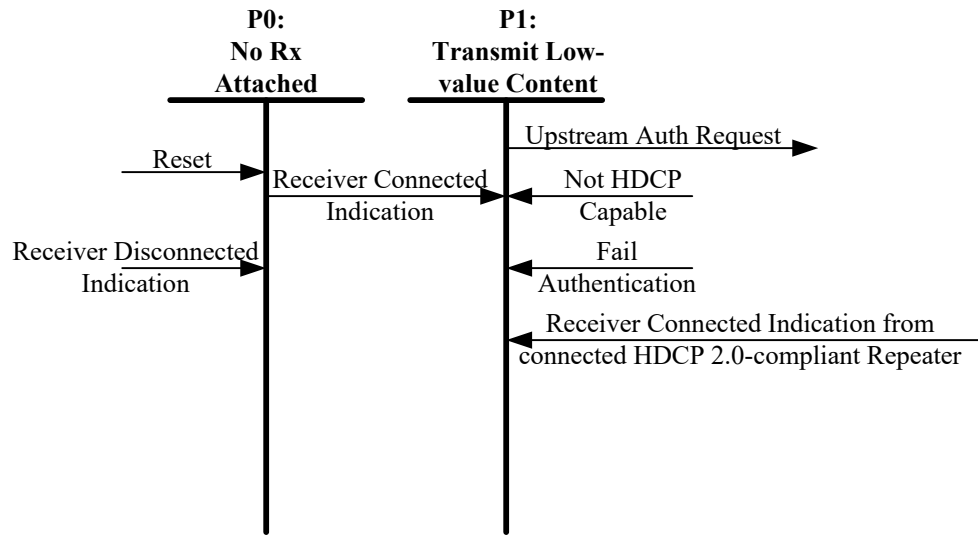 P0:
No Rx
Attached
P1:
Transmit Low-
value Content
Upstream Auth Request
Reset
Receiver Connected
Indication
Not HDCP
Capable
Receiver Disconnected
Indication
Fail
Authentication
Receiver Connected Indication from
connected HDCP 2.0-compliant Repeater